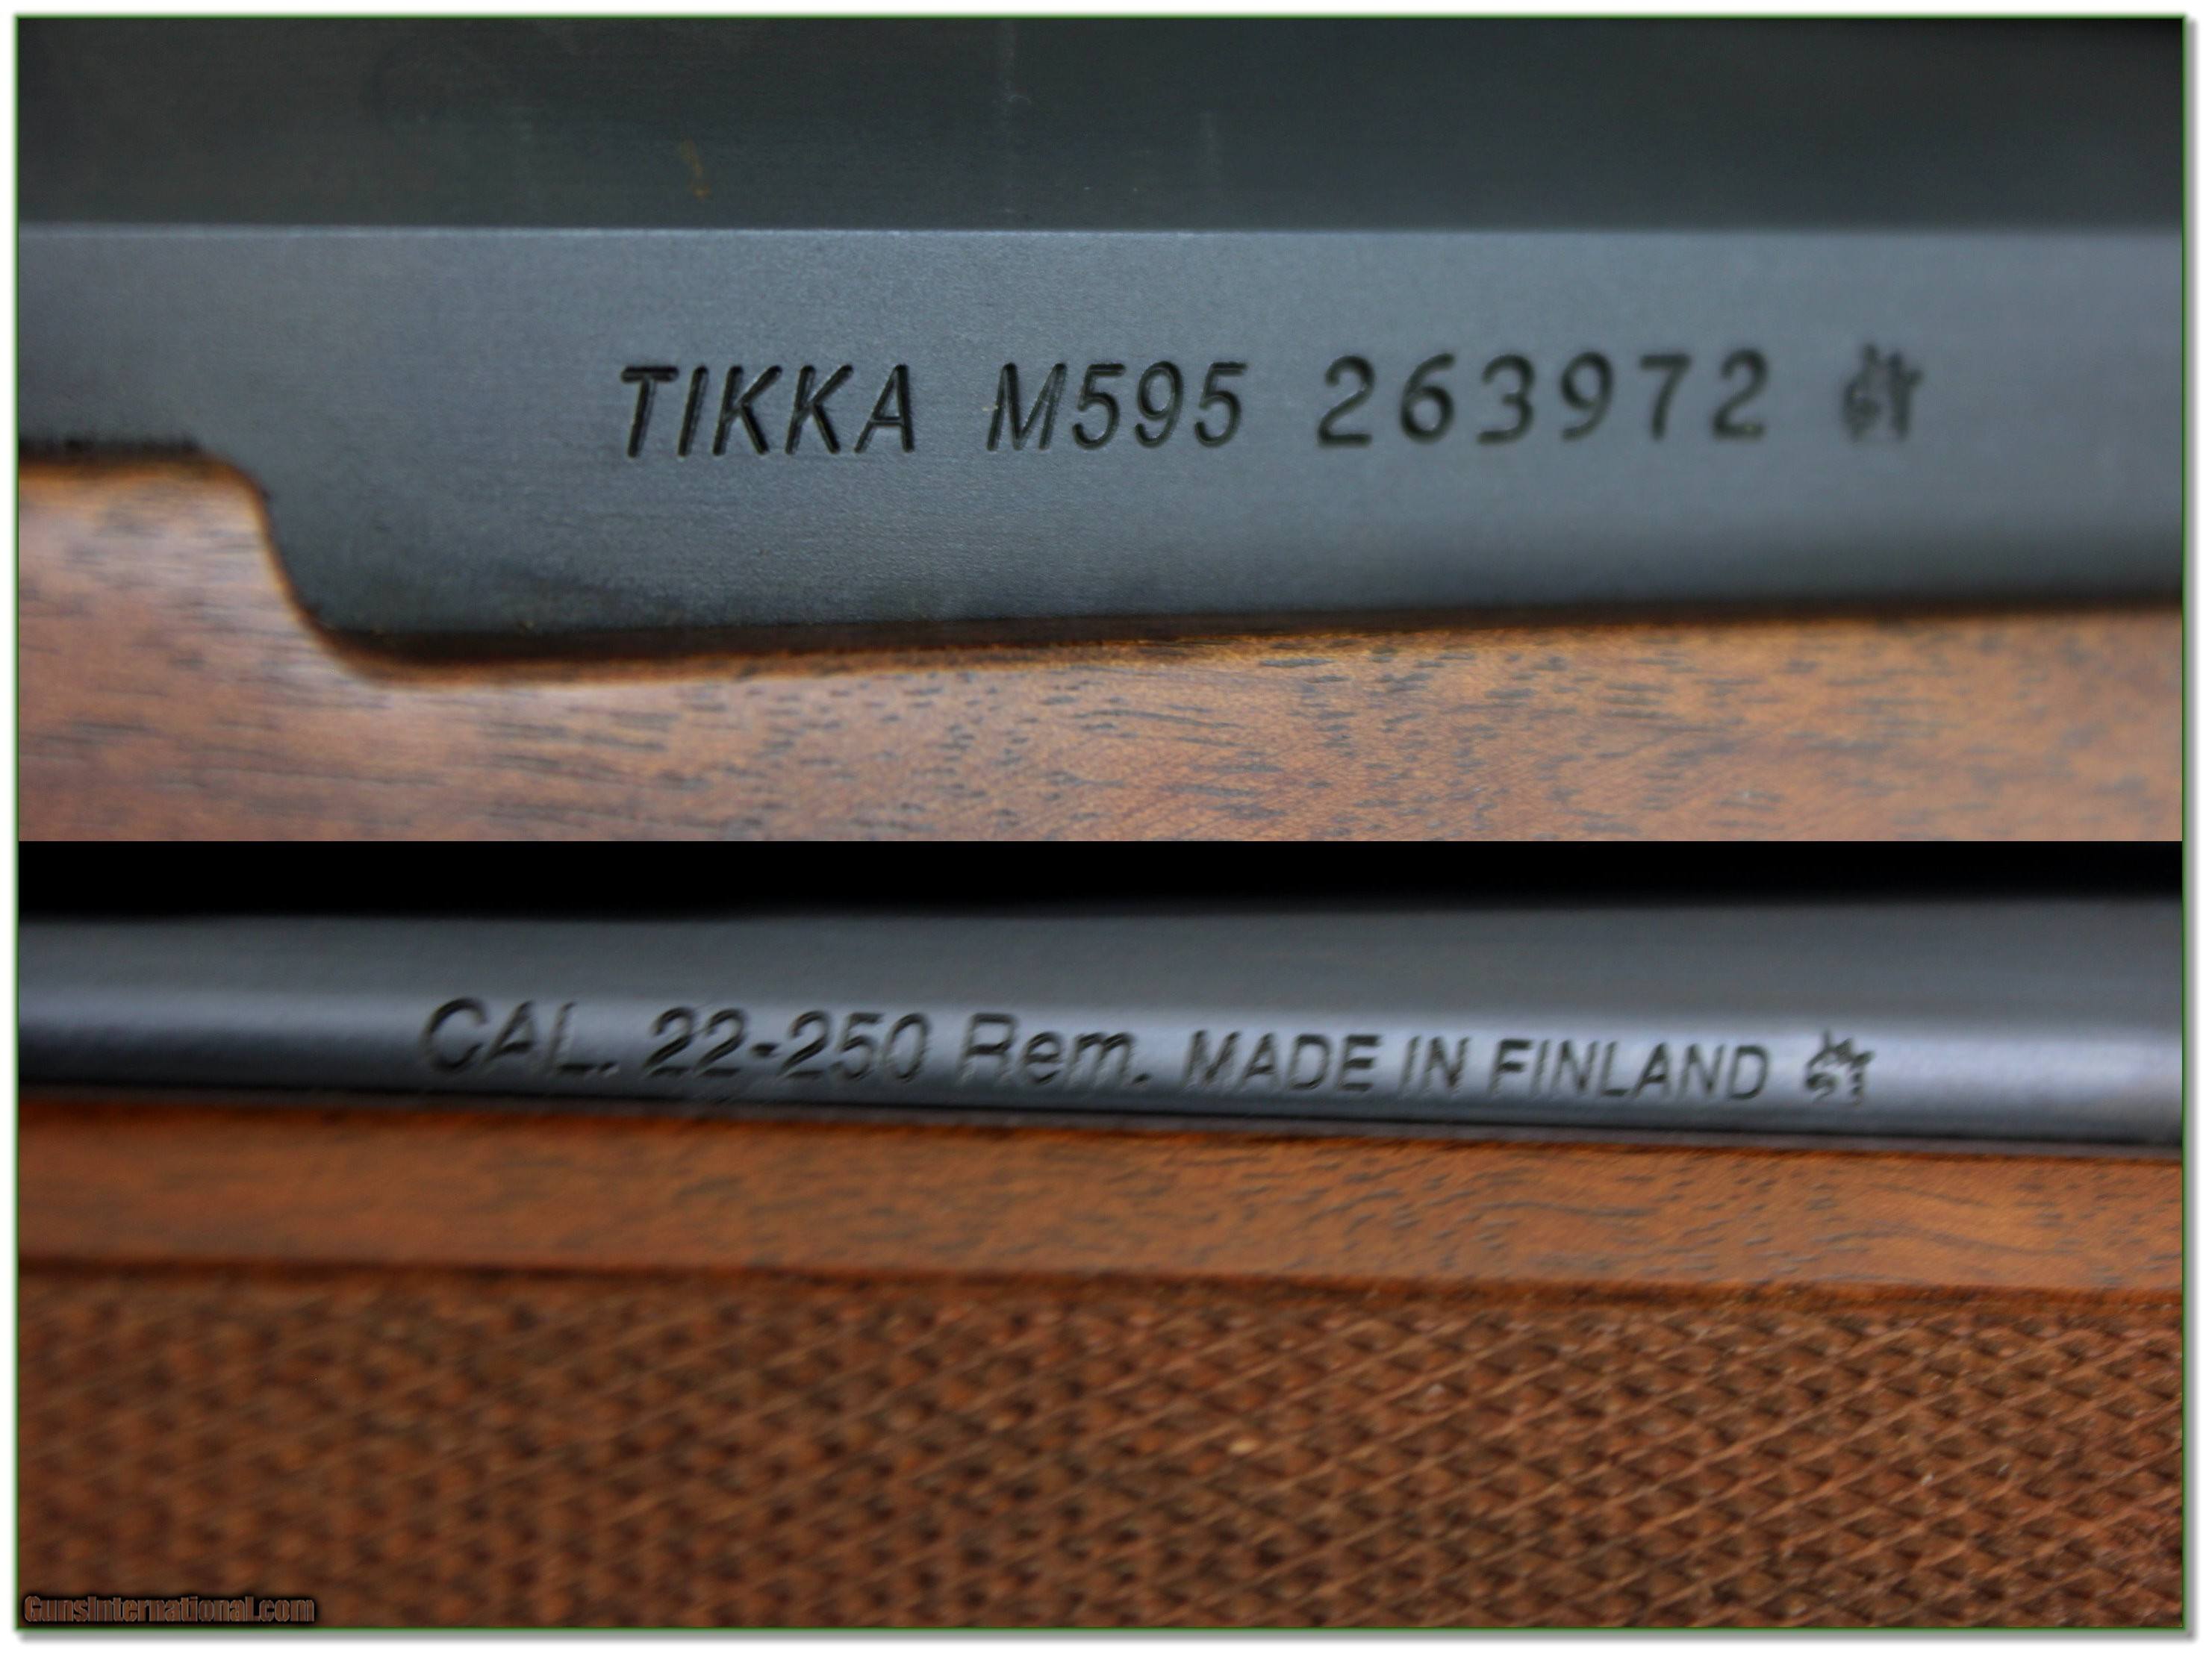 TIKKA M595 263972
CAL. 22-250 Rem. MADE IN FINLAND
GunsInternational.com